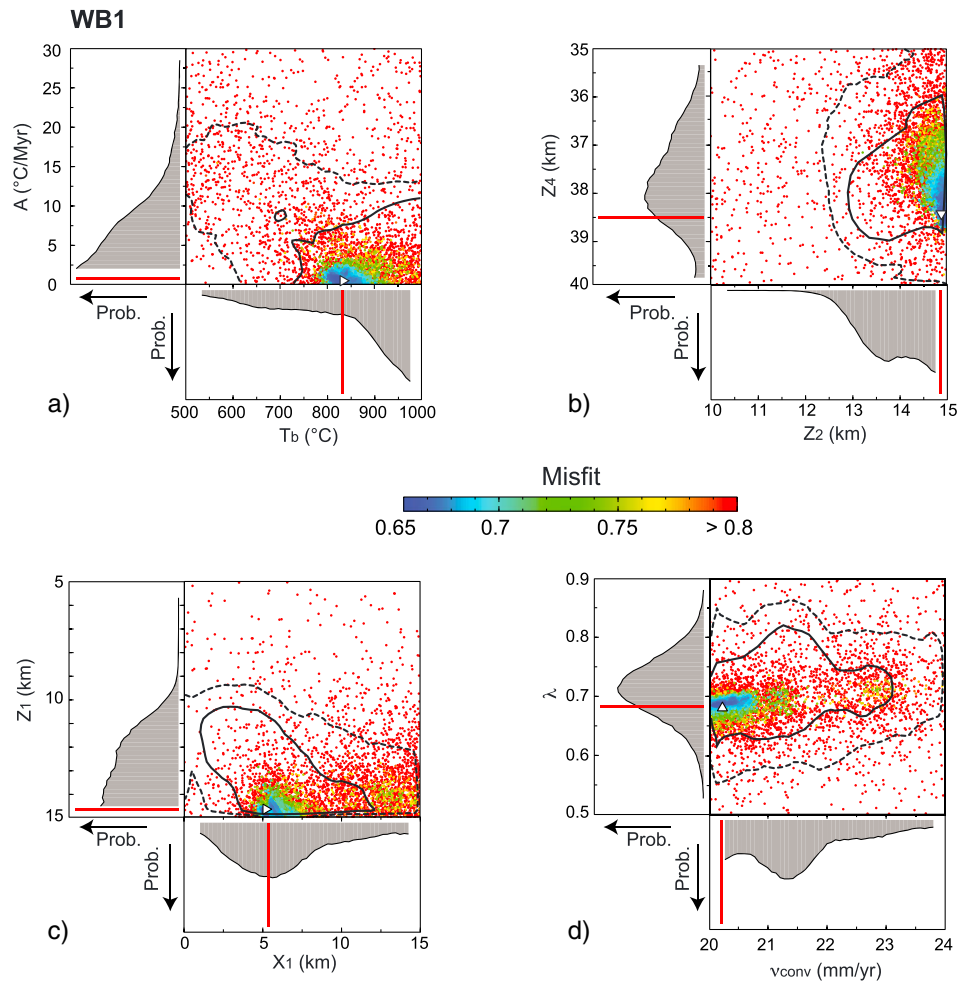 WB1
30
25
20
15
10
5
0
A (°C/Myr)
Prob.
Prob.
500 600 700 800 900 1000
Tb (°C)
a)
35
36
37
38
39
40
Z4 (km)
Prob.
Prob.
10 11 12 13 14 15
Z2 (km)
b)
Misfit
0.65 0.7 0.75 > 0.8
5
10
15
Z1 (km)
Prob.
Prob.
0 5 10 15
X1 (km)
c)
0.9
0.8
0.7
0.6
0.5
λ
Prob.
Prob.
20 21 22 23 24
νconv (mm/yr)
d)